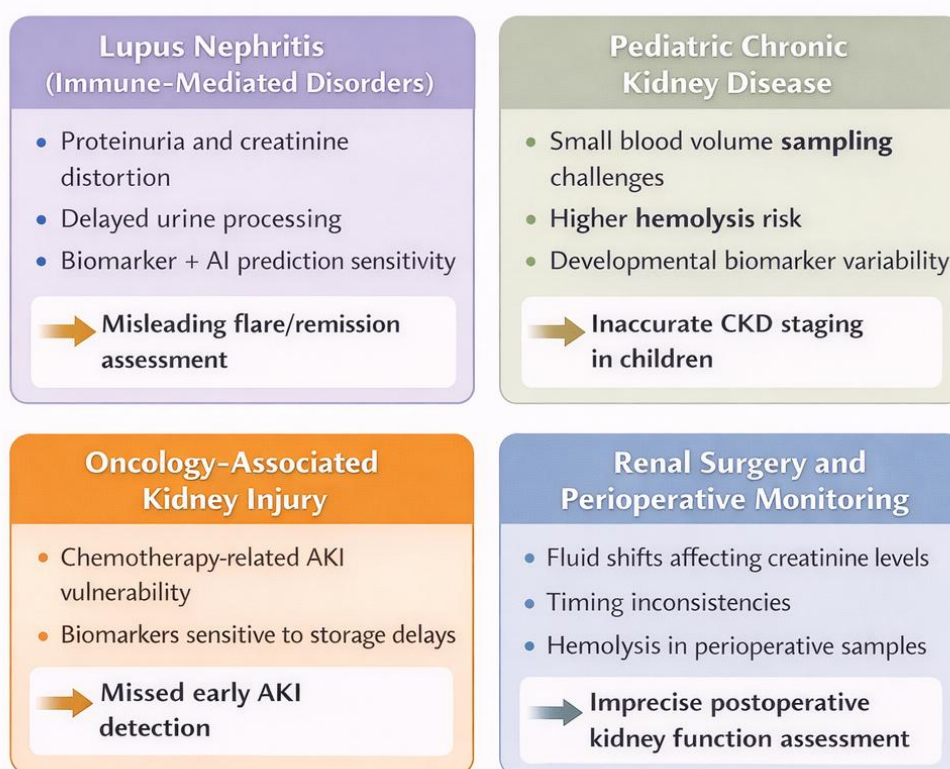 Lupus Nephritis
(Immune-Mediated Disorders)
• Proteinuria and creatinine
distortion
• Delayed urine processing
• Biomarker + AI prediction sensitivity
Misleading flare/remission
assessment
Pediatric Chronic
Kidney Disease
• Small blood volume sampling
challenges
• Higher hemolysis risk
• Developmental biomarker variability
Inaccurate CKD staging
in children
Oncology-Associated
Kidney Injury
• Chemotherapy-related AKI
vulnerability
• Biomarkers sensitive to storage delays
Missed early AKI
detection
Renal Surgery and
Perioperative Monitoring
• Fluid shifts affecting creatinine levels
• Timing inconsistencies
• Hemolysis in perioperative samples
Imprecise postoperative
kidney function assessment